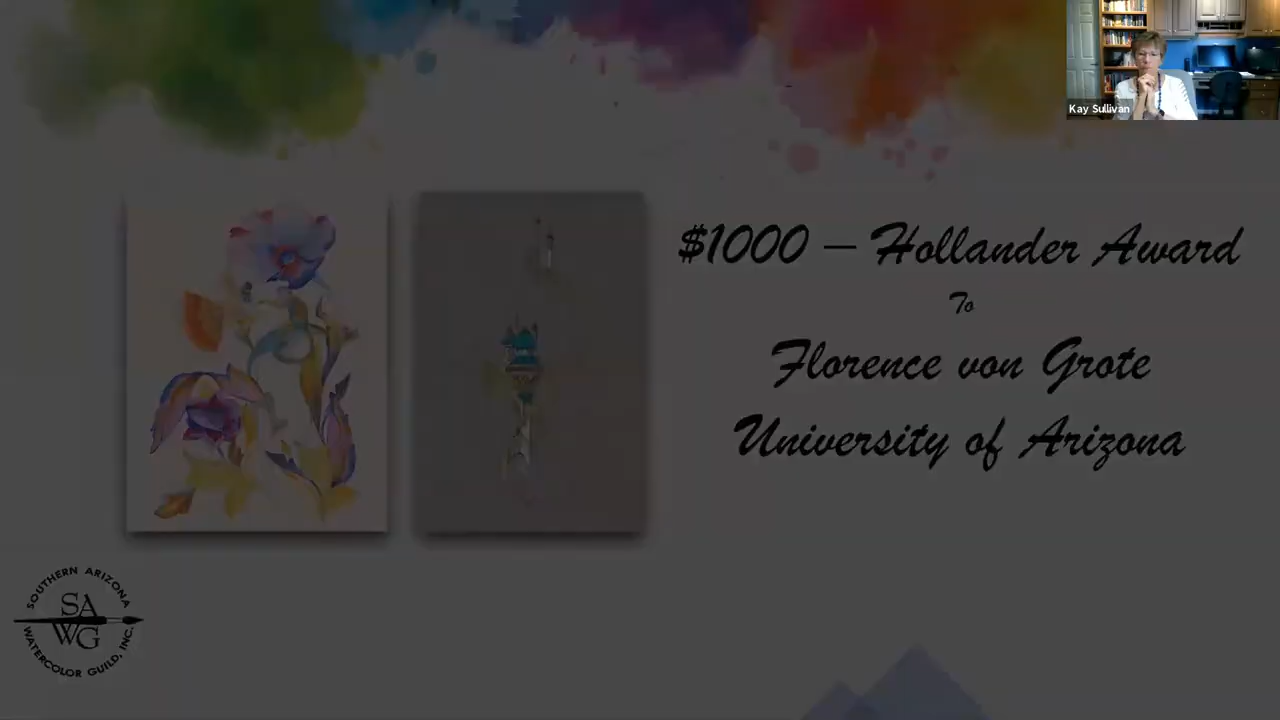 Kay Sullivan
$1000 – Hollander Award
To
Florence von Grote
University of Arizona
SOUTHERN ARIZONA
SA
WG
WATERCOLOR GUILD, INC.